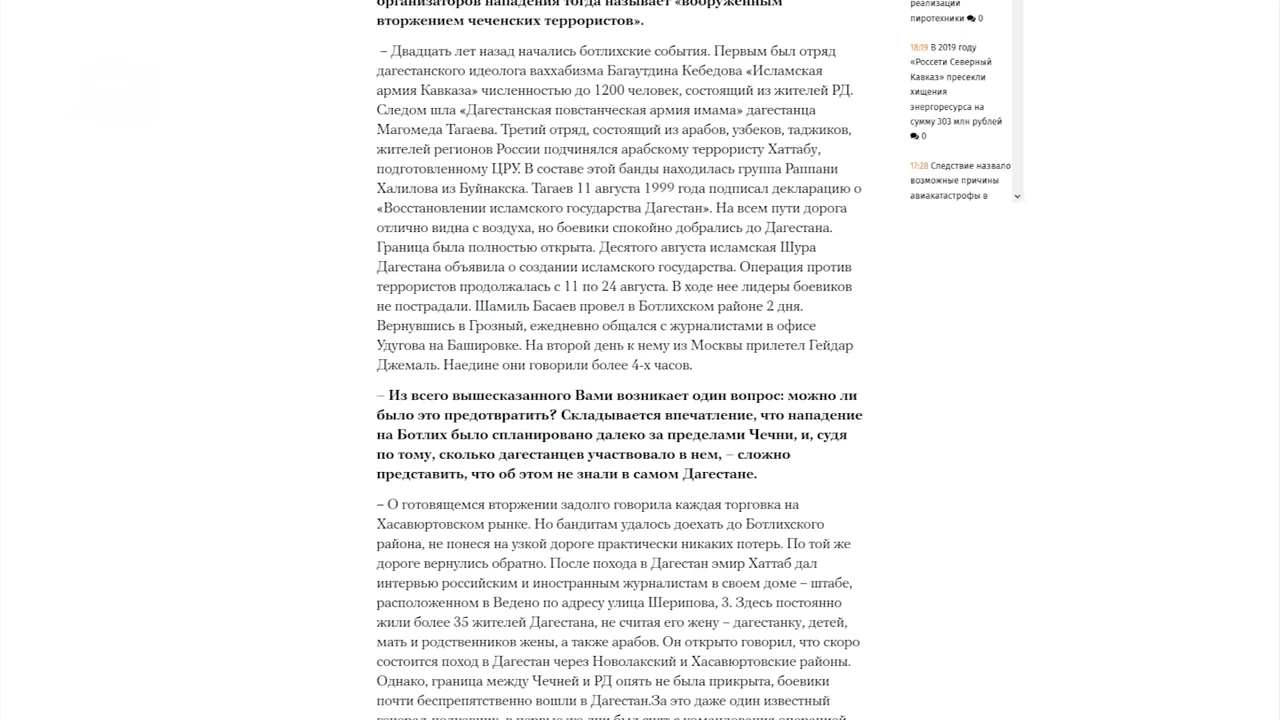 организаторов нападения тогда называет «вооруженным
вторжением чеченских террористов».
– Двадцать лет назад начались ботлихские события. Первым был отряд
дагестанского идеолога ваххабизма Багаутдина Кебедова «Исламская
армия Кавказа» численностью до 1200 человек, состоящий из жителей РД.
Следом шла «Дагестанская повстанческая армия имама» дагестанца
Магомеда Тагаева. Третий отряд, состоящий из арабов, узбеков, таджиков,
жителей регионов России подчинялся арабскому террористу Хаттабу,
подготовленному ЦРУ. В составе этой банды находилась группа Раппани
Халилова из Буйнакска. Тагаев 11 августа 1999 года подписал декларацию о
«Восстановлении исламского государства Дагестан». На всем пути дорога
отлично видна с воздуха, но боевики спокойно добрались до Дагестана.
Граница была полностью открыта. Десятого августа исламская Шура
Дагестана объявила о создании исламского государства. Операция против
террористов продолжалась с 11 по 24 августа. В ходе нее лидеры боевиков
не пострадали. Шамиль Басаев провел в Ботлихском районе 2 дня.
Вернувшись в Грозный, ежедневно общался с журналистами в офисе
Удугова на Башировке. На второй день к нему из Москвы прилетел Гейдар
Джемаль. Наедине они говорили более 4-х часов.
– Из всего вышесказанного Вами возникает один вопрос: можно ли
было это предотвратить? Складывается впечатление, что нападение
на Ботлих было спланировано далеко за пределами Чечни, и, судя
по тому, сколько дагестанцев участвовало в нем, – сложно
представить, что об этом не знали в самом Дагестане.
– О готовящемся вторжении задолго говорила каждая торговка на
Хасавюртовском рынке. Но бандитам удалось доехать до Ботлихского
района, не понеся на узкой дороге практически никаких потерь. По той же
дороге вернулись обратно. После похода в Дагестан эмир Хаттаб дал
интервью российским и иностранным журналистам в своем доме – штабе,
расположенном в Ведено по адресу улица Шерипова, 3. Здесь постоянно
жили более 35 жителей Дагестана, не считая его жену – дагестанку, детей,
мать и родственников жены, а также арабов. Он открыто говорил, что скоро
состоится поход в Дагестан через Новолакский и Хасавюртовские районы.
Однако, граница между Чечней и РД опять не была прикрыта, боевики
почти беспрепятственно вошли в Дагестан.За это даже один известный
генерал-полковник, в первые же дни был снят с командования операцией
реализации
пиротехники 0
18:19 В 2019 году
«Россети Северный
Кавказ» пресекли
хищения
энергоресурса на
сумму 303 млн рублей
0
17:28 Следствие назвало
возможные причины
авиакатастрофы в